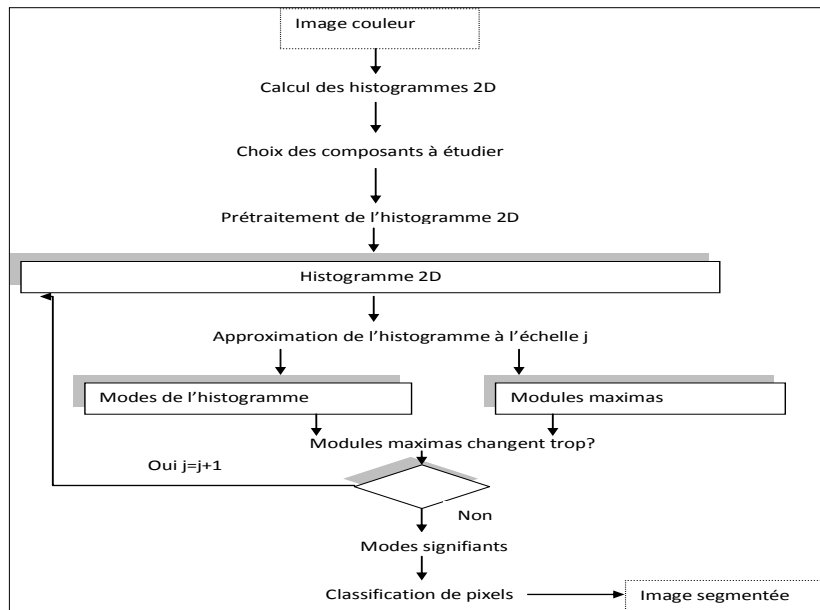 Image couleur
Calcul des histogrammes 2D
Choix des composants à étudier
Prétraitement de l'histogramme 2D
Histogramme 2D
Approximation de l'histogramme à l'échelle j
Modes de l'histogramme
Modules maximas
Modules maximas changent trop?
Oui j=j+1
Non
Modes signifiants
Classification de pixels
Image segmentée